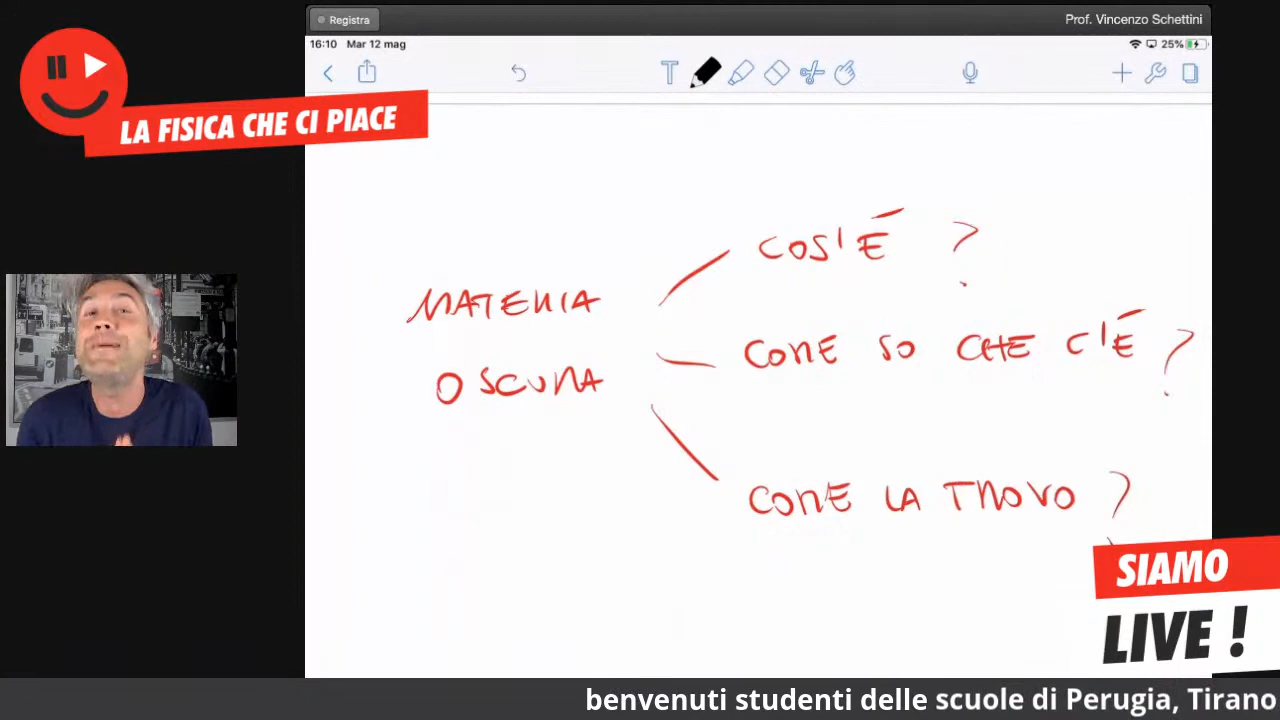 Registra
Prof. Vincenzo Schettini
16:10 Mar 12 mag
25%
LA FISICA CHE CI PIACE
T
COS'É ?
MATERIA
COME SO CHE C'É ?
OSCURA
COME LA TROVO ?
SIAMO
LIVE !
benvenuti studenti delle scuole di Perugia, Tirano